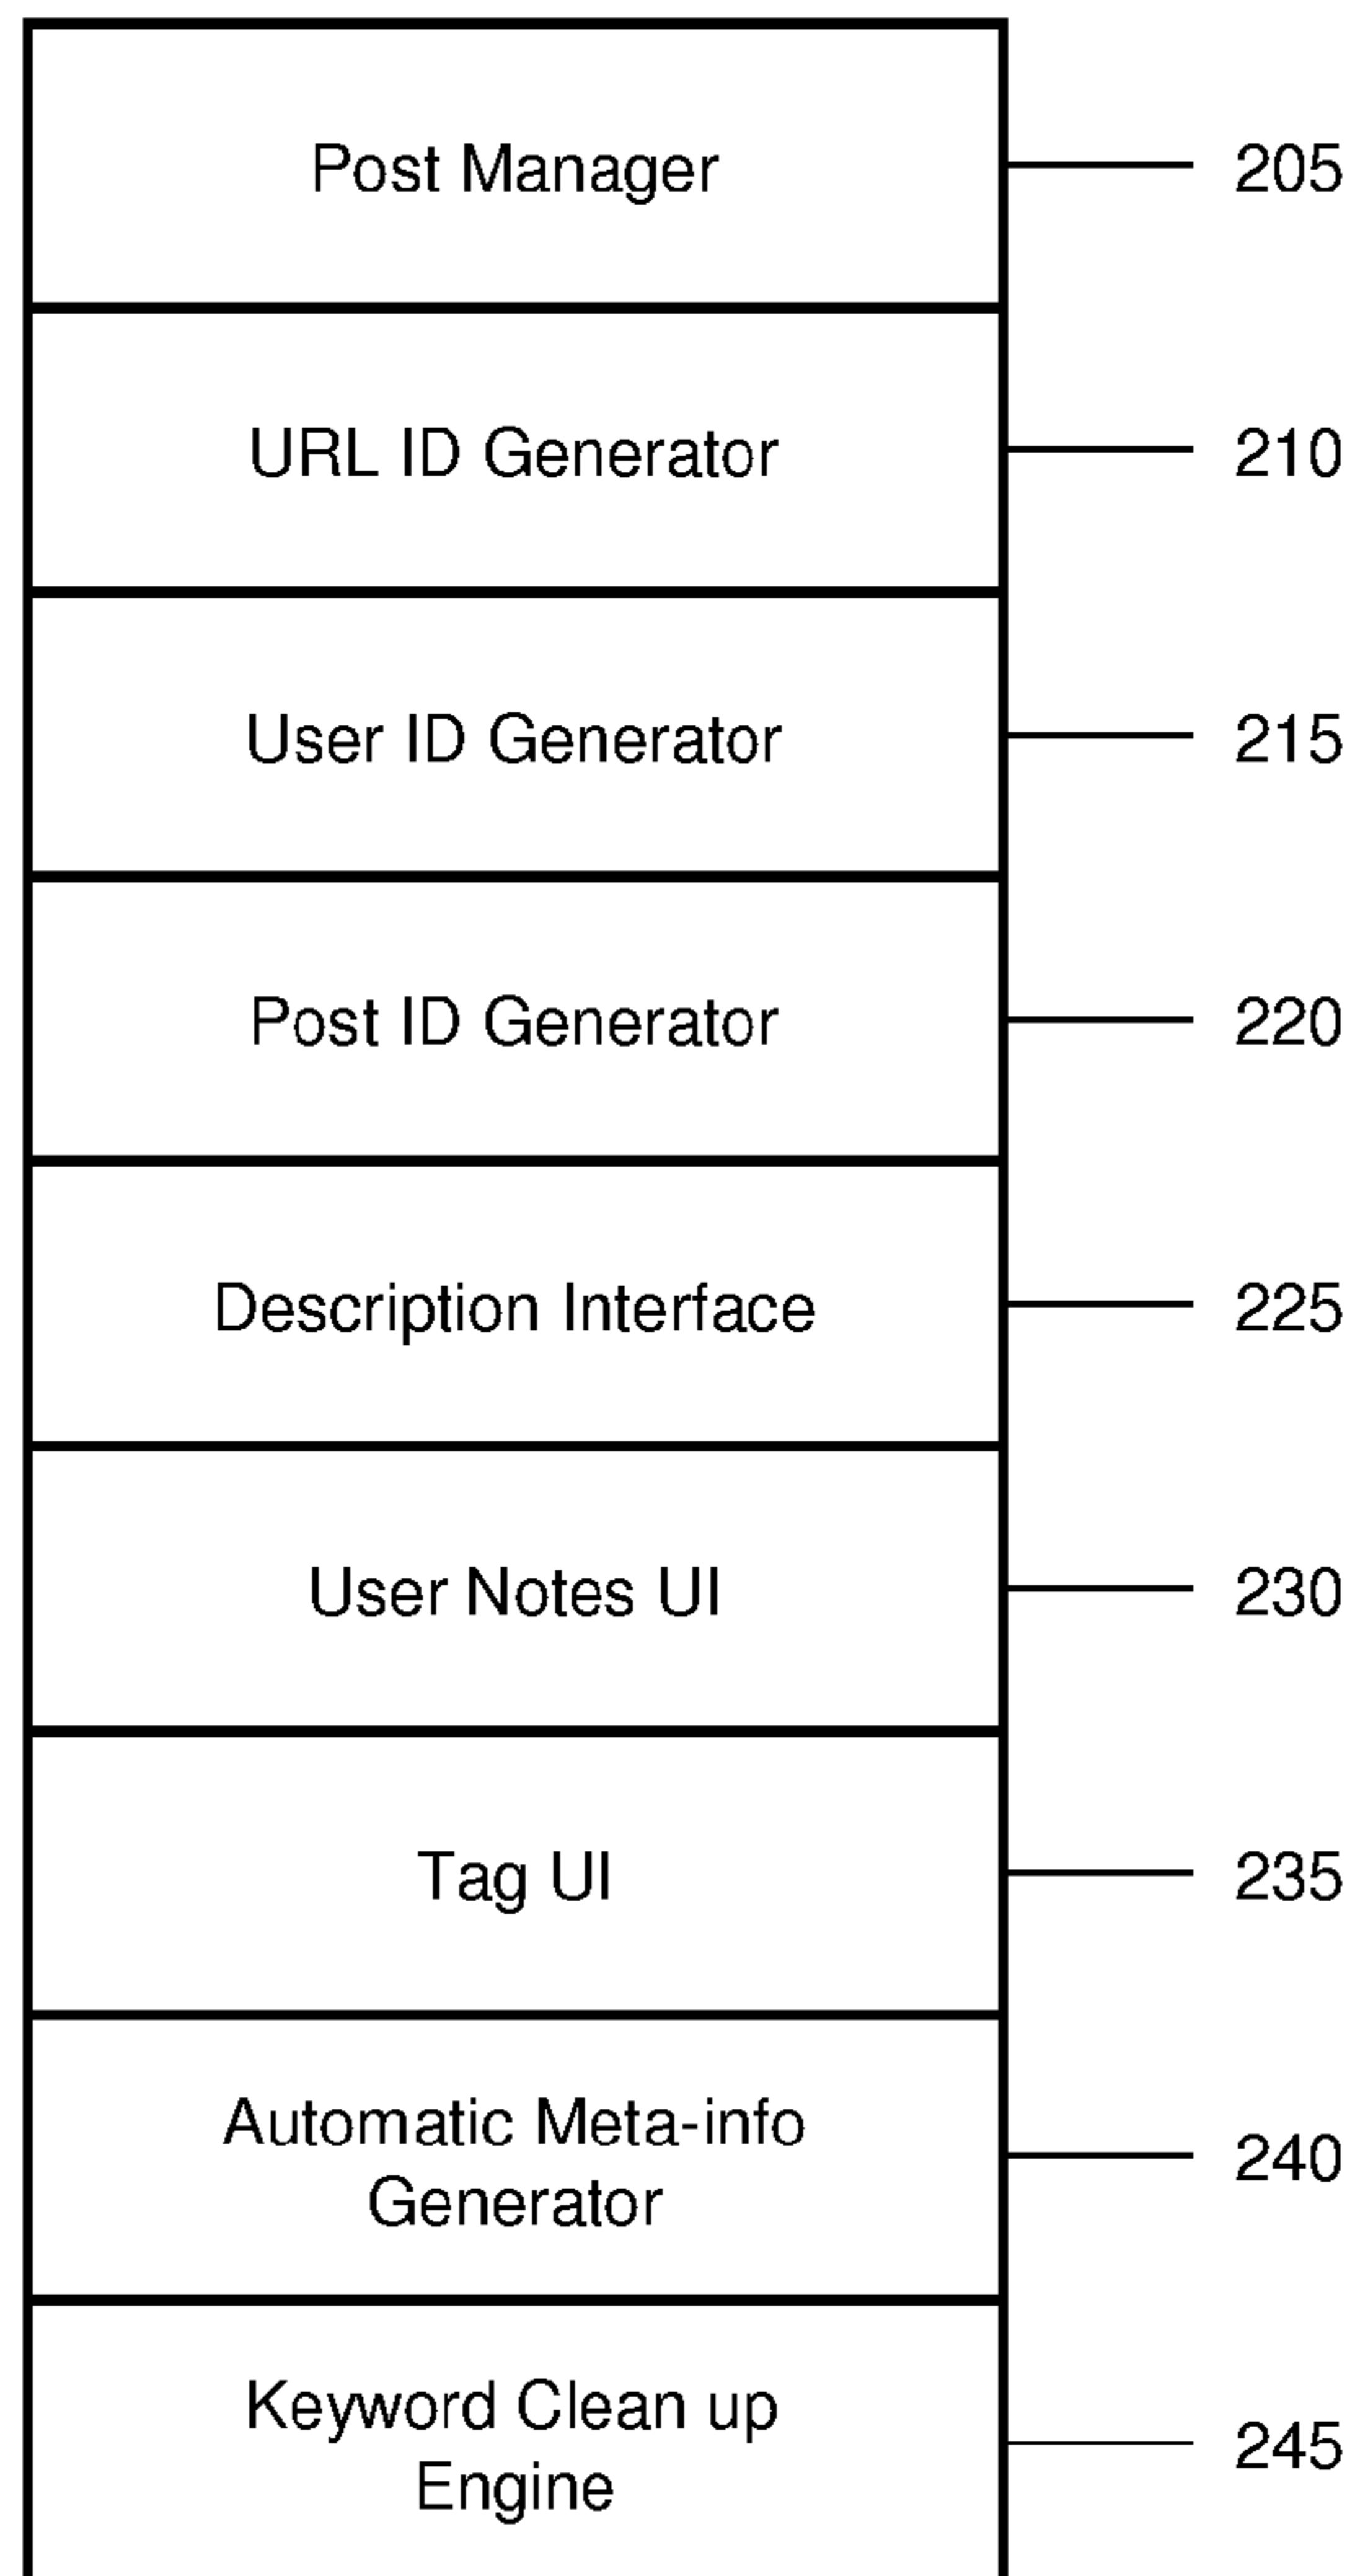 Post Manager 205
URL ID Generator 210
User ID Generator 215
Post ID Generator 220
Description Interface 225
User Notes UI 230
Tag UI 235
Automatic Meta-info
Generator 240
Keyword Clean up
Engine 245